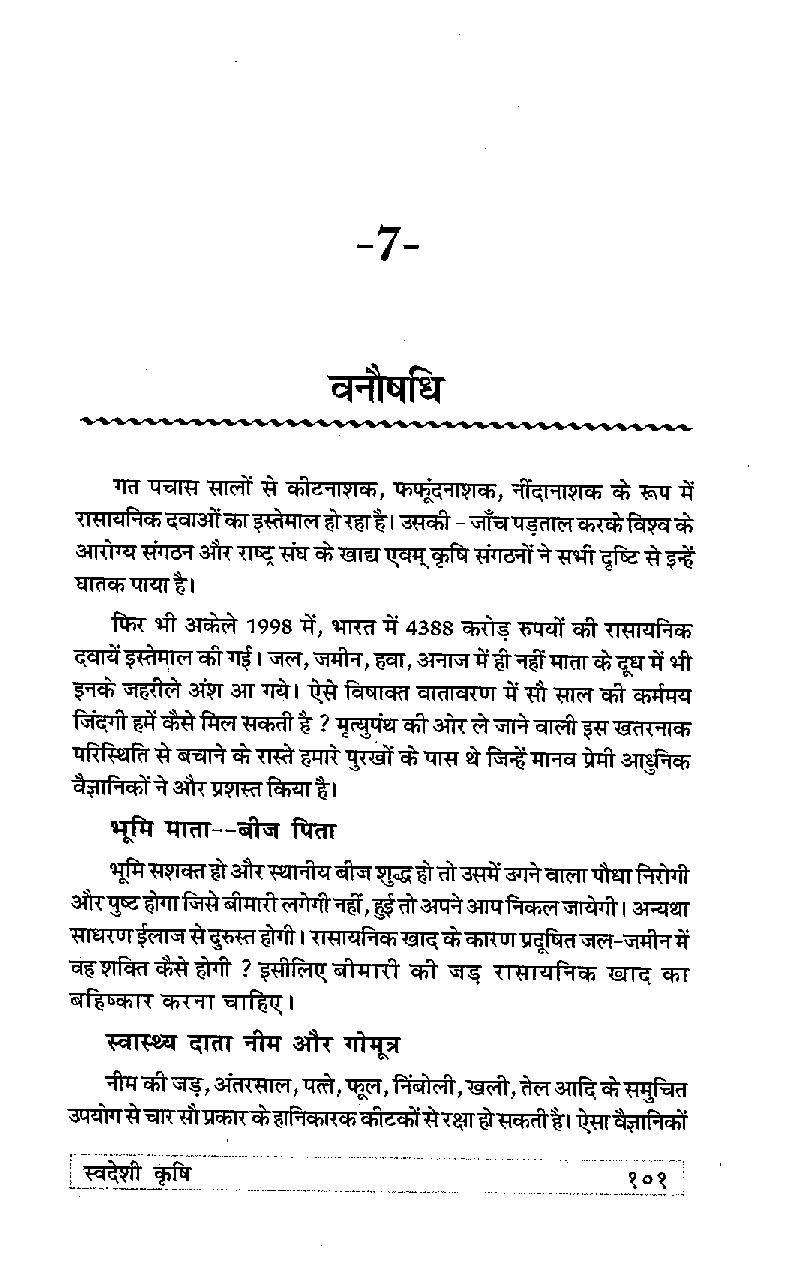 -7-
वनौषधि
गत पचास सालों से कीटनाशक, फफूंदनाशक, नींदानाशक के रूप में
रासायनिक दवाओं का इस्तेमाल हो रहा है। उसकी - जाँच पड़ताल करके विश्व के
आरोग्य संगठन और राष्ट्र संघ के खाद्य एवम् कृषि संगठनों ने सभी दृष्टि से इन्हें
घातक पाया है।
फिर भी अकेले 1998 में, भारत में 4388 करोड़ रुपयों की रासायनिक
दवायें इस्तेमाल की गई। जल, जमीन, हवा, अनाज में ही नहीं माता के दूध में भी
इनके जहरीले अंश आ गये। ऐसे विषाक्त वातावरण में सौ साल की कर्ममय
जिंदगी हमें कैसे मिल सकती है ? मृत्युपंथ की ओर ले जाने वाली इस खतरनाक
परिस्थिति से बचाने के रास्ते हमारे पुरखों के पास थे जिन्हें मानव प्रेमी आधुनिक
वैज्ञानिकों ने और प्रशस्त किया है।
भूमि माता--बीज पिता
भूमि सशक्त हो और स्थानीय बीज शुद्ध हो तो उसमें उगने वाला पौधा निरोगी
और पुष्ट होगा जिसे बीमारी लगेगी नहीं, हुई तो अपने आप निकल जायेगी। अन्यथा
साधरण ईलाज से दुरुस्त होगी। रासायनिक खाद के कारण प्रदूषित जल-जमीन में
वह शक्ति कैसे होगी ? इसीलिए बीमारी की जड़ रासायनिक खाद का
बहिष्कार करना चाहिए।
स्वास्थ्य दाता नीम और गोमूत्र
नीम की जड़, अंतरसाल, पत्ते, फूल, निंबोली, खली, तेल आदि के समुचित
उपयोग से चार सौ प्रकार के हानिकारक कीटकों से रक्षा हो सकती है। ऐसा वैज्ञानिकों
स्वदेशी कृषि १०१